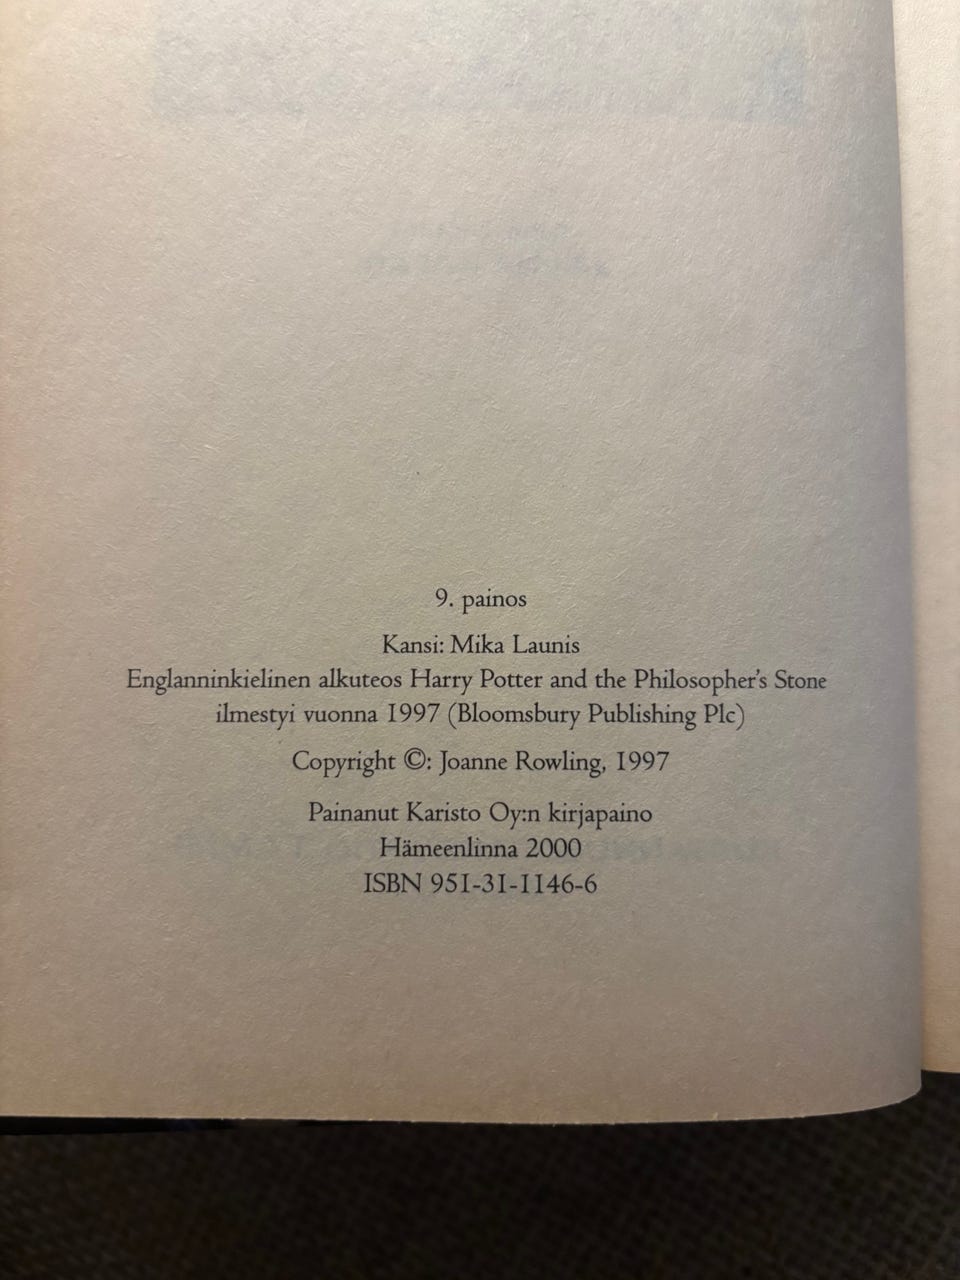 9. painos
Kansi: Mika Launis
Englanninkielinen alkuteos Harry Potter and the Philosopher's Stone
ilmestyi vuonna 1997 (Bloomsbury Publishing Plc)
Copyright ©: Joanne Rowling, 1997
Painanut Karisto Oy:n kirjapaino
Hämeenlinna 2000
ISBN 951-31-1146-6